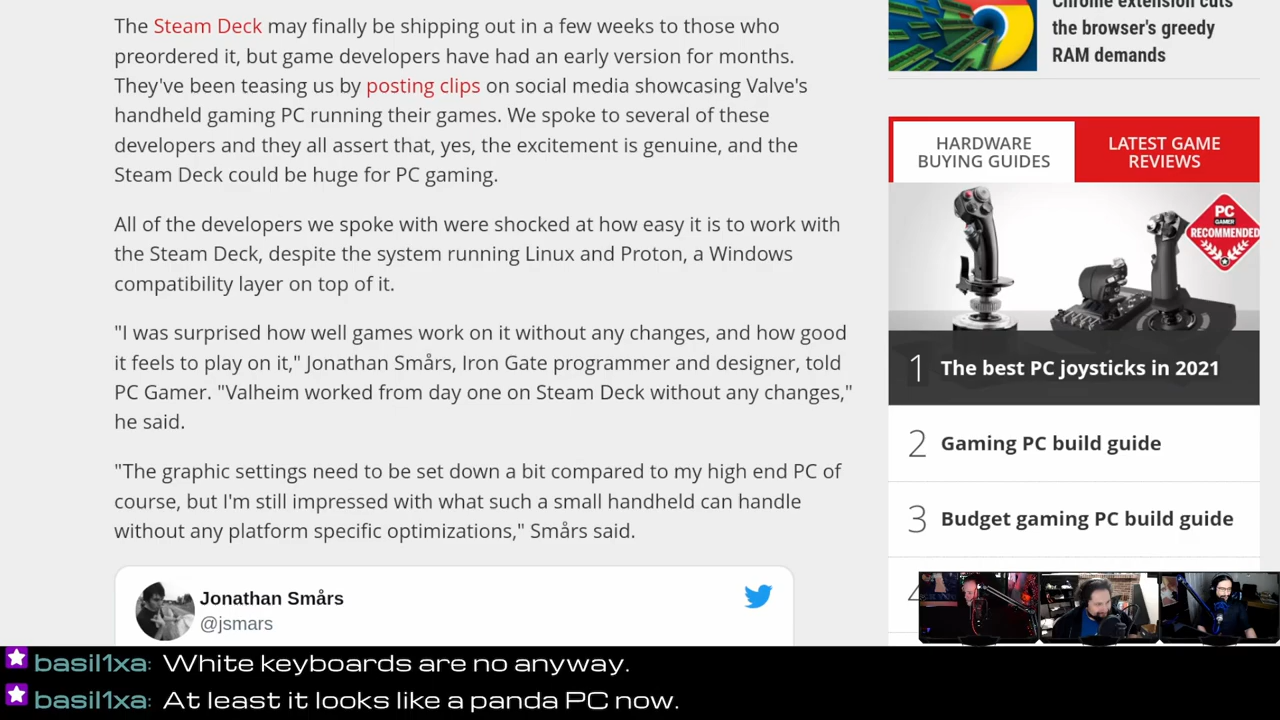 The Steam Deck may finally be shipping out in a few weeks to those who
preordered it, but game developers have had an early version for months.
They've been teasing us by posting clips on social media showcasing Valve's
handheld gaming PC running their games. We spoke to several of these
developers and they all assert that, yes, the excitement is genuine, and the
Steam Deck could be huge for PC gaming.
All of the developers we spoke with were shocked at how easy it is to work with
the Steam Deck, despite the system running Linux and Proton, a Windows
compatibility layer on top of it.
"I was surprised how well games work on it without any changes, and how good
it feels to play on it," Jonathan Smårs, Iron Gate programmer and designer, told
PC Gamer. "Valheim worked from day one on Steam Deck without any changes,"
he said.
"The graphic settings need to be set down a bit compared to my high end PC of
course, but I'm still impressed with what such a small handheld can handle
without any platform specific optimizations," Smårs said.
Jonathan Smårs
@jsmars
Chrome extension cuts
the browser's greedy
RAM demands
HARDWARE
BUYING GUIDES
LATEST GAME
REVIEWS
PC
GAMER
RECOMMENDED
1 The best PC joysticks in 2021
2 Gaming PC build guide
3 Budget gaming PC build guide
4
basil1xa: White keyboards are no anyway.
basil1xa: At least it looks like a panda PC now.